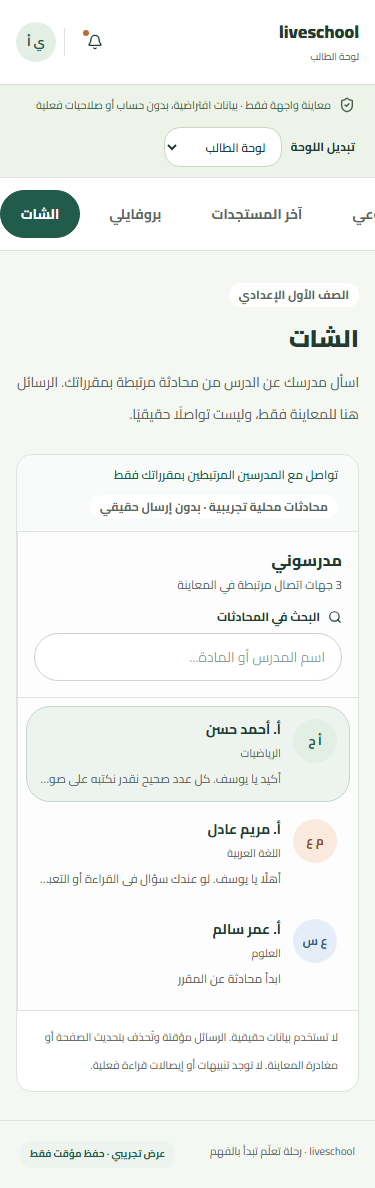 liveschool
لوحة الطالب
ي أ
معاينة واجهة فقط · بيانات افتراضية، بدون حساب أو صلاحيات فعلية
تبديل اللوحة
لوحة الطالب
عي
آخر المستجدات
بروفايلي
الشات
الصف الأول الإعدادي
الشات
اسأل مدرسك عن الدرس من محادثة مرتبطة بمقرراتك. الرسائل
هنا للمعاينة فقط، وليست تواصلًا حقيقيًا.
تواصل مع المدرسين المرتبطين بمقرراتك فقط
محادثات محلية تجريبية · بدون إرسال حقيقي
مدرسوني
3 جهات اتصال مرتبطة في المعاينة
البحث في المحادثات
اسم المدرس أو المادة...
أ ح
أ. أحمد حسن
الرياضيات
أكيد يا يوسف. كل عدد صحيح نقدر نكتبه على صو...
م ع
أ. مريم عادل
اللغة العربية
أهلًا يا يوسف. لو عندك سؤال في القراءة أو التعب...
ع س
أ. عمر سالم
العلوم
ابدأ محادثة عن المقرر
لا تستخدم بيانات حقيقية. الرسائل مؤقتة وتُحذف بتحديث الصفحة أو
مغادرة المعاينة. لا توجد تنبيهات أو إيصالات قراءة فعلية.
liveschool · رحلة تعلّم تبدأ بالفهم
عرض تجريبي · حفظ مؤقت فقط